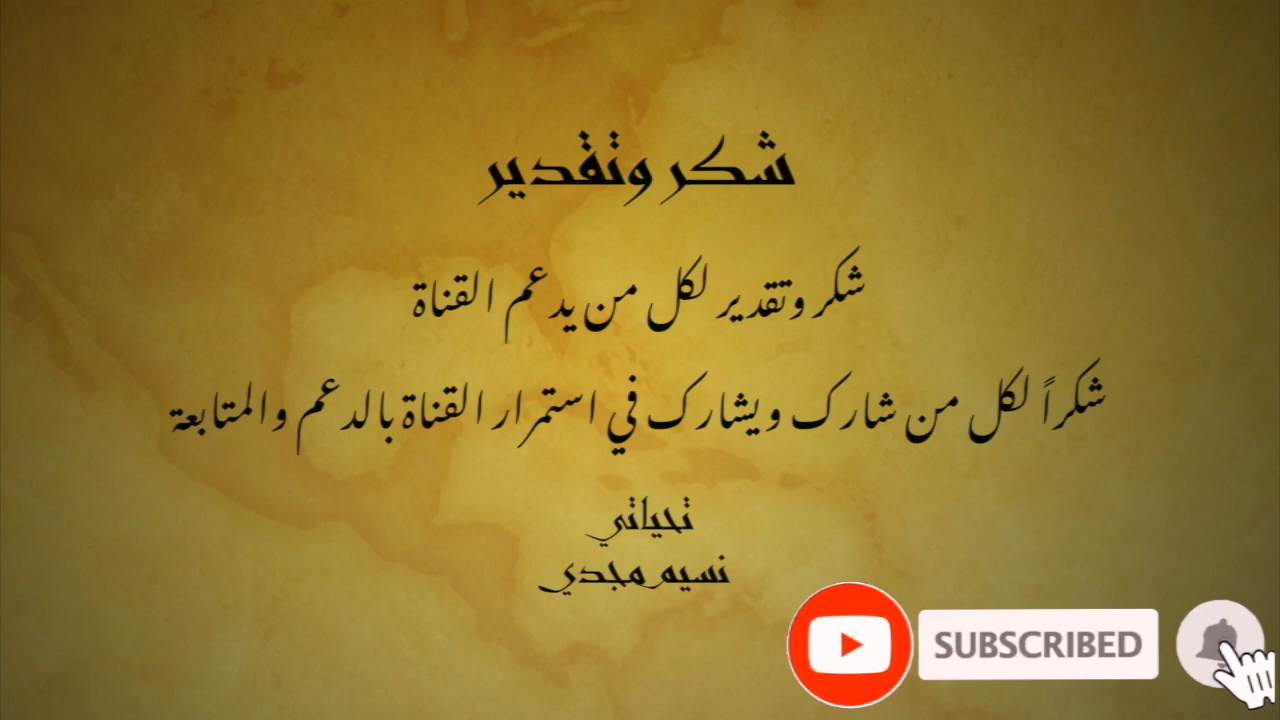 شكر وتقدير
شكر وتقدير لكل من يدعم القناة
شكراً لكل من شارك ويشارك في استمرار القناة بالدعم والمتابعة
تحياتي
نسيم مجدي
SUBSCRIBED